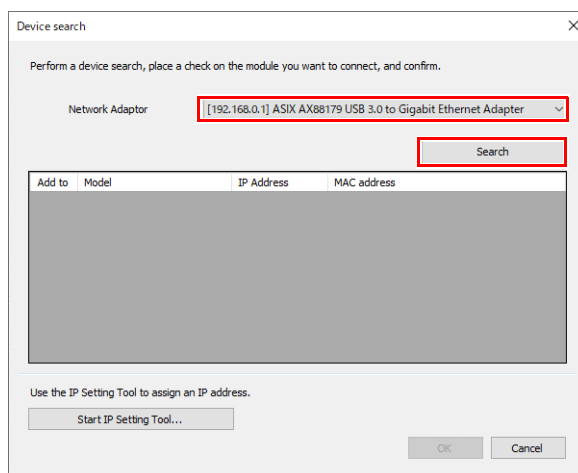 Device search
Perform a device search, place a check on the module you want to connect, and confirm.
Network Adaptor
[192.168.0.1] ASIX AX88179 USB 3.0 to Gigabit Ethernet Adapter
Search
Add to Model IP Address MAC address
Use the IP Setting Tool to assign an IP address.
Start IP Setting Tool...
OK Cancel